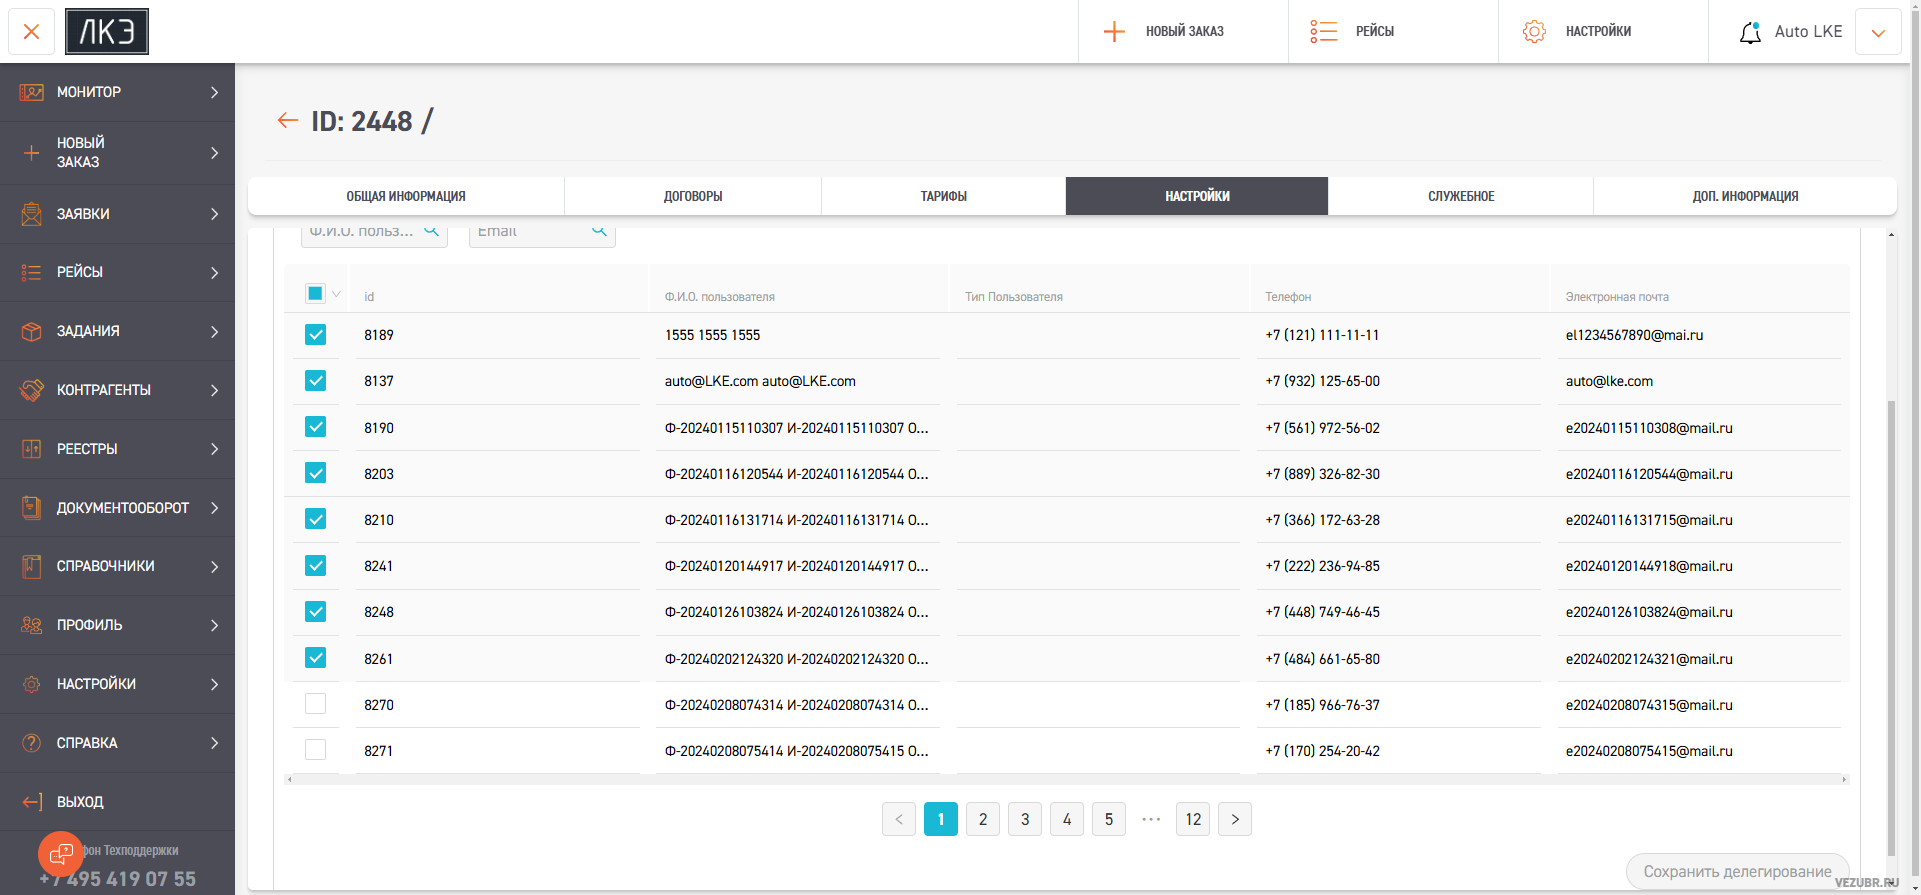 ЛКЭ
НОВЫЙ ЗАКАЗ
РЕЙСЫ
НАСТРОЙКИ
Auto LKE
МОНИТОР
НОВЫЙ
ЗАКАЗ
ЗАЯВКИ
РЕЙСЫ
ЗАДАНИЯ
КОНТРАГЕНТЫ
РЕЕСТРЫ
ДОКУМЕНТООБОРОТ
СПРАВОЧНИКИ
ПРОФИЛЬ
НАСТРОЙКИ
СПРАВКА
ВЫХОД
фон Техподдержки
+7 495 419 07 55
ID: 2448 /
ОБЩАЯ ИНФОРМАЦИЯ
ДОГОВОРЫ
ТАРИФЫ
НАСТРОЙКИ
СЛУЖЕБНОЕ
ДОП. ИНФОРМАЦИЯ
Ф.И.О. польз...
Email
id Ф.И.О. пользователя Тип Пользователя Телефон Электронная почта
8189 1555 1555 1555 +7 (121) 111-11-11 el1234567890@mai.ru
8137 auto@LKE.com auto@LKE.com +7 (932) 125-65-00 auto@lke.com
8190 Ф-20240115110307 И-20240115110307 О... +7 (561) 972-56-02 e20240115110308@mail.ru
8203 Ф-20240116120544 И-20240116120544 О... +7 (889) 326-82-30 e20240116120544@mail.ru
8210 Ф-20240116131714 И-20240116131714 О... +7 (366) 172-63-28 e20240116131715@mail.ru
8241 Ф-20240120144917 И-20240120144917 О... +7 (222) 236-94-85 e20240120144918@mail.ru
8248 Ф-20240126103824 И-20240126103824 О... +7 (448) 749-46-45 e20240126103824@mail.ru
8261 Ф-20240202124320 И-20240202124320 О... +7 (484) 661-65-80 e20240202124321@mail.ru
8270 Ф-20240208074314 И-20240208074314 О... +7 (185) 966-76-37 e20240208074315@mail.ru
8271 Ф-20240208075414 И-20240208075415 О... +7 (170) 254-20-42 e20240208075415@mail.ru
< 1 2 3 4 5 ••• 12 >
Сохранить делегирование
VEZUBR.RU